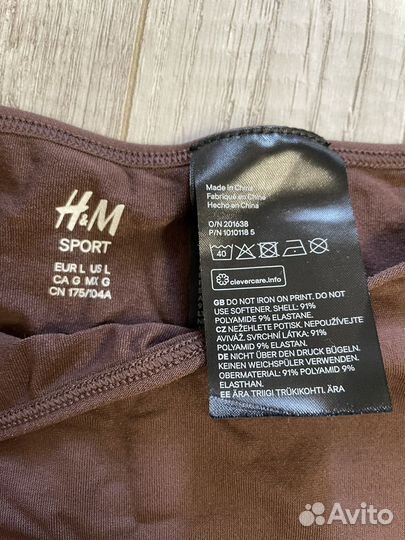 H&M
SPORT
EUR L US L
CA G MX G
CN 175/104A
Made in China
Fabriqué en Chine
Hecho en China
O/N 201638
P/N 1010118 5
40
clevercare.info
GB DO NOT IRON ON PRINT. DO NOT
USE SOFTENER. SHELL: 91%
POLYAMIDE 9% ELASTANE.
CZ NEŽEHLETE POTISK. NEPOUŽÍVEJTE
AVIVÁŽ. SVRCHNÍ LÁTKA: 91%
POLYAMID 9% ELASTAN.
DE NICHT ÜBER DEN DRUCK BÜGELN.
KEINEN WEICHSPÜLER VERWENDEN.
OBERMATERIAL: 91% POLYAMID 9%
ELASTHAN.
EE ÄRA TRIIGI TRÜKIKOHTI. ÄRA
Avito